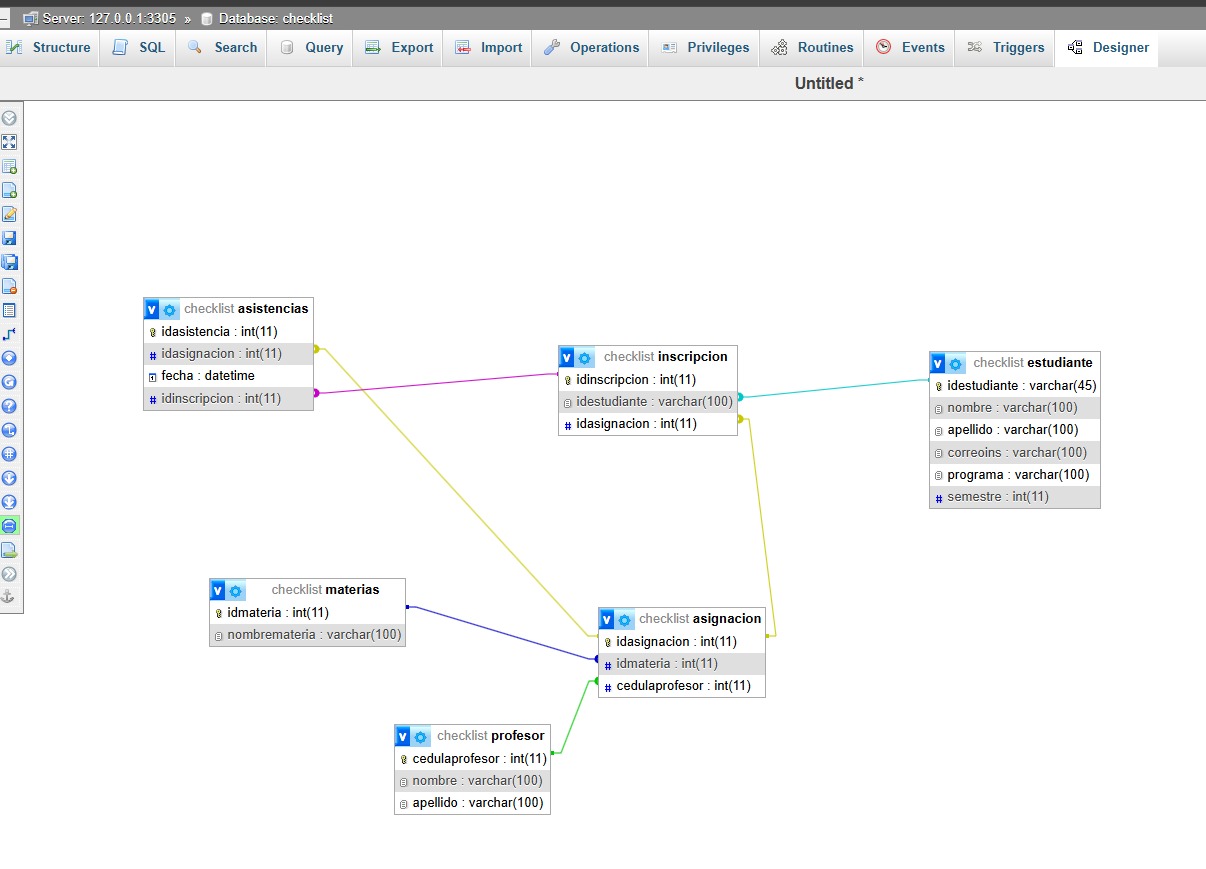 Server: 127.0.0.1:3305 » Database: checklist
Structure SQL Search Query Export Import Operations Privileges Routines Events Triggers Designer
Untitled *
v checklist asistencias
idasistencia : int(11)
# idasignacion : int(11)
fecha : datetime
# idinscripcion : int(11)
v checklist inscripcion
idinscripcion : int(11)
idestudiante : varchar(100)
# idasignacion : int(11)
v checklist estudiante
idestudiante : varchar(45)
nombre : varchar(100)
apellido : varchar(100)
correoins : varchar(100)
programa : varchar(100)
# semestre : int(11)
v checklist materias
idmateria : int(11)
nombremateria : varchar(100)
v checklist asignacion
idasignacion : int(11)
# idmateria : int(11)
# cedulaprofesor : int(11)
v checklist profesor
cedulaprofesor : int(11)
nombre : varchar(100)
apellido : varchar(100)